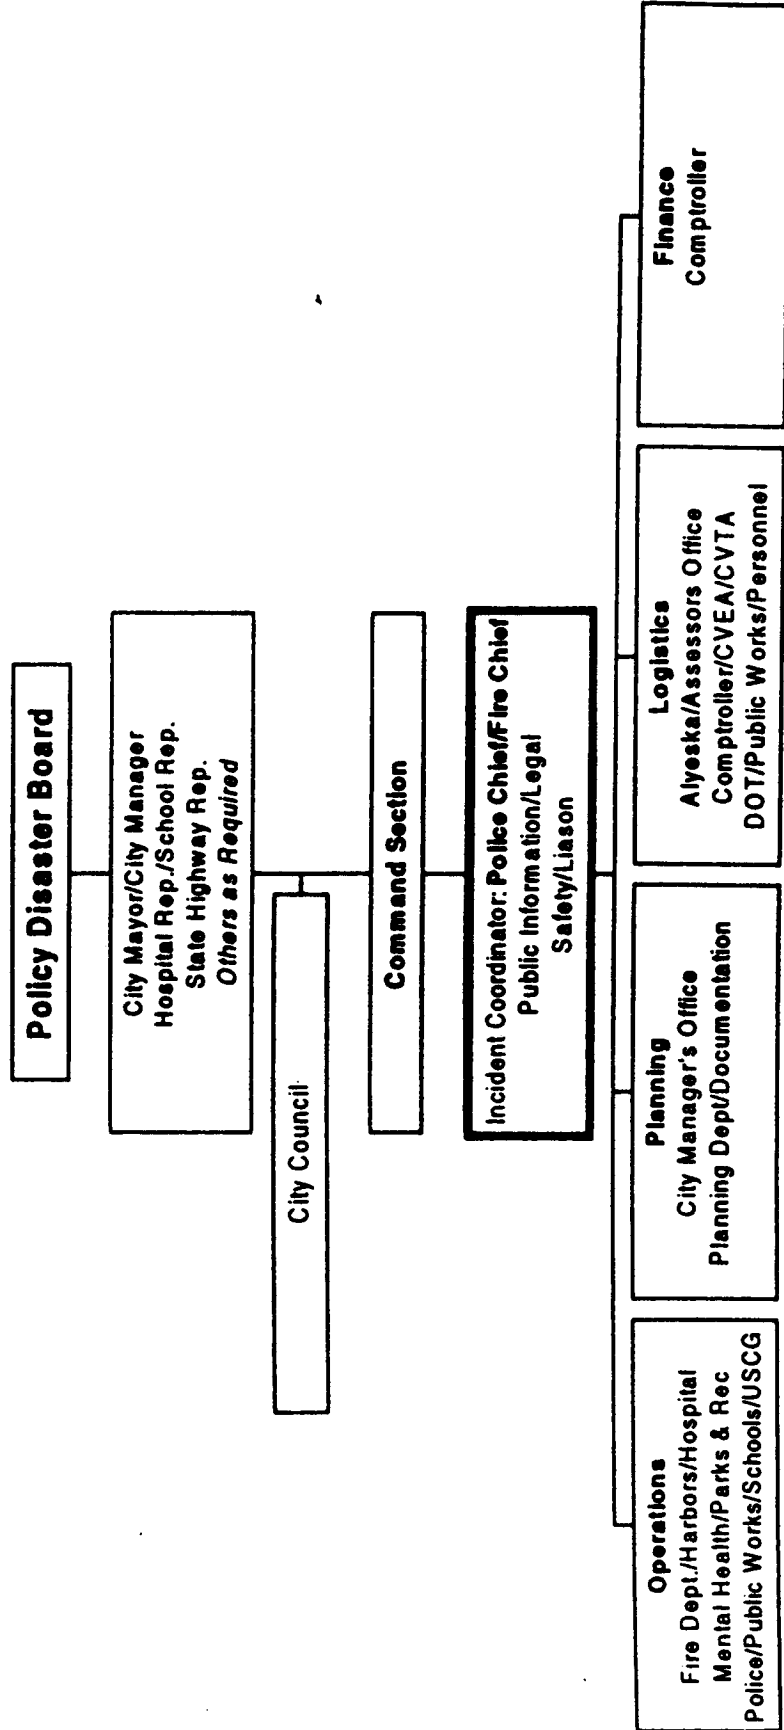 Policy Disaster Board
City Mayor/City Manager
Hospital Rep./School Rep.
State Highway Rep.
Others as Required
City Council
Command Section
Incident Coordinator: Police Chief/Fire Chief
Public Information/Legal
Safety/Liason
Operations
Fire Dept./Harbors/Hospital
Mental Health/Parks & Rec
Police/Public Works/Schools/USCG
Planning
City Manager's Office
Planning Dept/Documentation
Logistics
Alyeska/Assessors Office
Comptroller/CVEA/CVTA
DOT/Public Works/Personnel
Finance
Comptroller